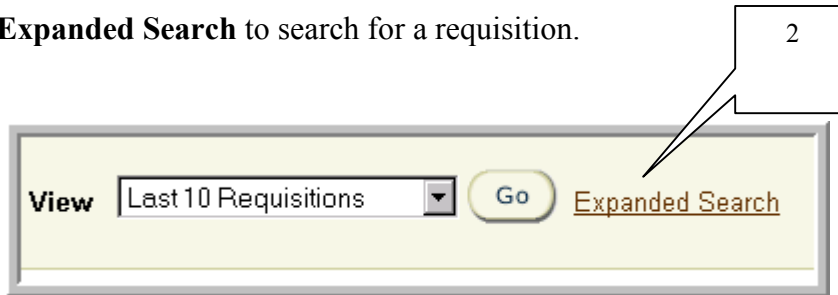 Expanded Search to search for a requisition.
2
View Last 10 Requisitions Go Expanded Search